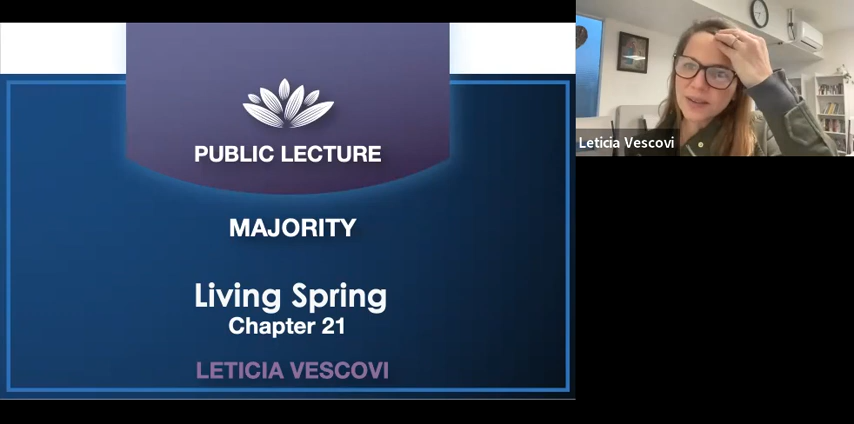 PUBLIC LECTURE
MAJORITY
Living Spring
Chapter 21
LETICIA VESCOVI
Leticia Vescovi